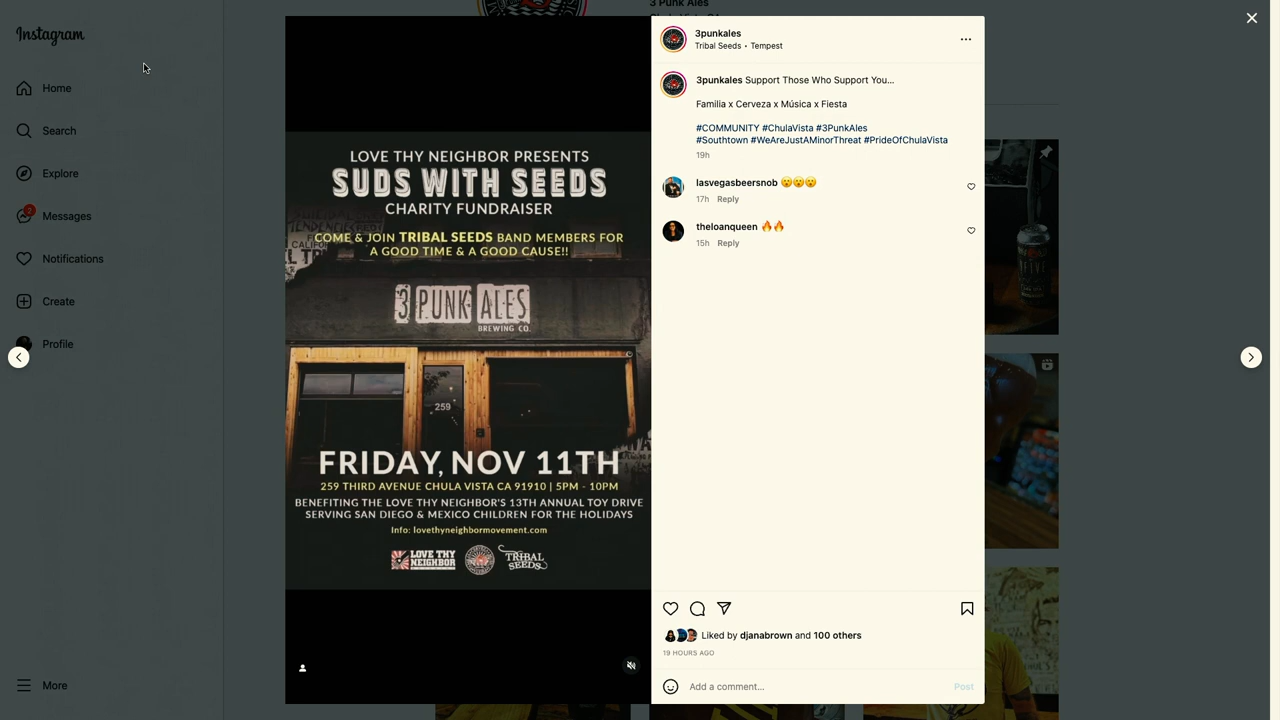 Instagram
Home
Search
Explore
2
Messages
Notifications
Create
Profile
More
3 Punk Ales
LOVE THY NEIGHBOR PRESENTS
SUDS WITH SEEDS
CHARITY FUNDRAISER
COME & JOIN TRIBAL SEEDS BAND MEMBERS FOR
A GOOD TIME & A GOOD CAUSE!!
3 PUNK ALES
BREWING CO.
259
FRIDAY, NOV 11TH
259 THIRD AVENUE CHULA VISTA CA 91910 | 5PM - 10PM
BENEFITING THE LOVE THY NEIGHBOR'S 13TH ANNUAL TOY DRIVE
SERVING SAN DIEGO & MEXICO CHILDREN FOR THE HOLIDAYS
Info: lovethyneighbormovement.com
LOVE THY
NEIGHBOR
TRIBAL
SEEDS
3punkales
Tribal Seeds • Tempest
3punkales Support Those Who Support You...
Familia x Cerveza x Música x Fiesta
#COMMUNITY #ChulaVista #3PunkAles
#Southtown #WeAreJustAMinorThreat #PrideOfChulaVista
19h
lasvegasbeersnob 😮😮😮
17h Reply
theloanqueen 🔥🔥
15h Reply
Liked by djanabrown and 100 others
19 HOURS AGO
Add a comment...
Post